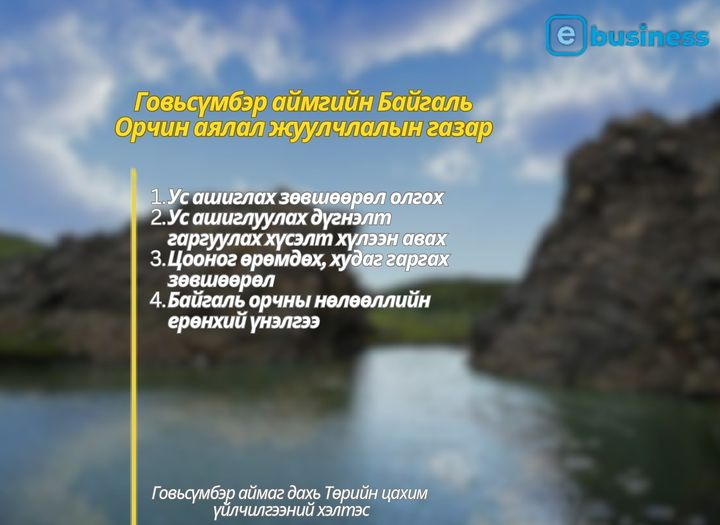 e business
Говьсүмбэр аймгийн Байгаль
Орчин аялал жуулчлалын газар
1. Ус ашиглах зөвшөөрөл олгох
2. Ус ашиглуулах дүгнэлт
гаргуулах хүсэлт хүлээн авах
3. Цооног өрөмдөх, худаг гаргах
зөвшөөрөл
4. Байгаль орчны нөлөөллийн
ерөнхий үнэлгээ
Говьсүмбэр аймаг дахь Төрийн цахим
үйлчилгээний хэлтэс